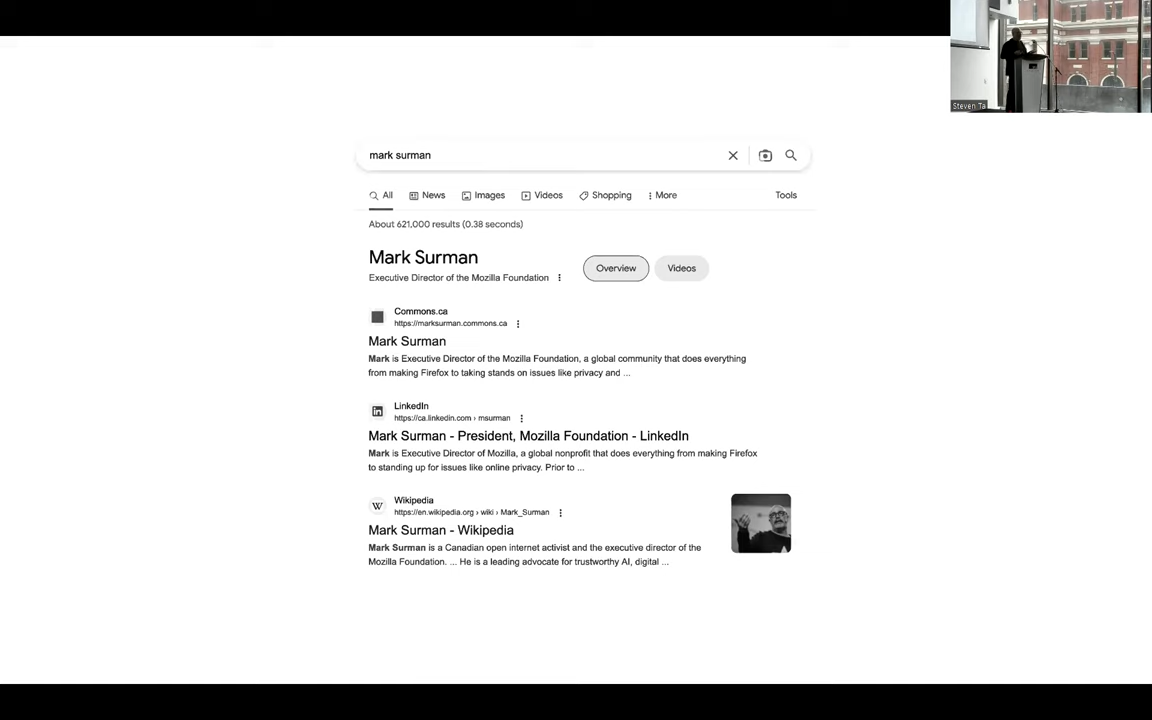 Steven Ta
mark surman
All News Images Videos Shopping More Tools
About 621,000 results (0.38 seconds)
Mark Surman
Executive Director of the Mozilla Foundation
Overview Videos
Commons.ca
https://marksurman.commons.ca
Mark Surman
Mark is Executive Director of the Mozilla Foundation, a global community that does everything
from making Firefox to taking stands on issues like privacy and ...
LinkedIn
https://ca.linkedin.com › msurman
Mark Surman - President, Mozilla Foundation - LinkedIn
Mark is Executive Director of Mozilla, a global nonprofit that does everything from making Firefox
to standing up for issues like online privacy. Prior to ...
Wikipedia
https://en.wikipedia.org › wiki › Mark_Surman
Mark Surman - Wikipedia
Mark Surman is a Canadian open internet activist and the executive director of the
Mozilla Foundation. ... He is a leading advocate for trustworthy AI, digital ...